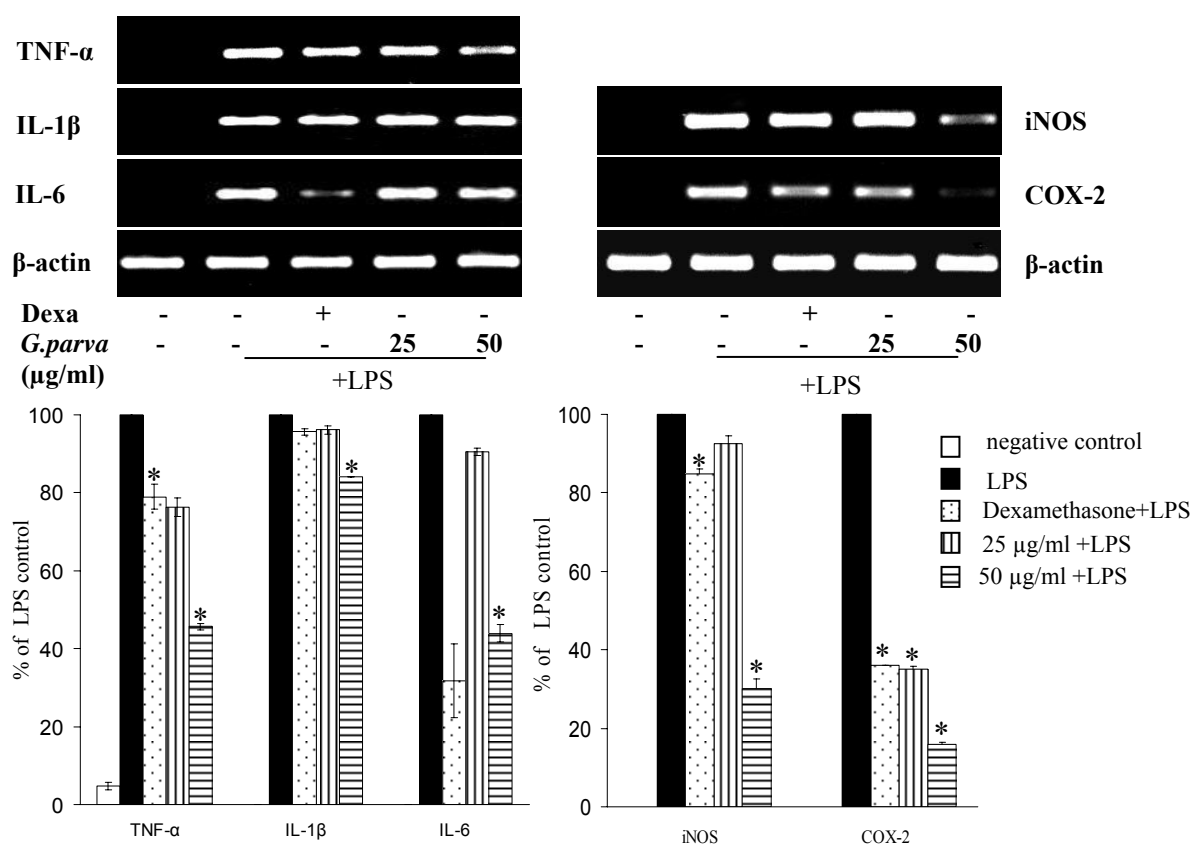 TNF-α
IL-1β
IL-6
β-actin
Dexa - - + - -
G.parva - - 25 50
(µg/ml)
+LPS
iNOS
COX-2
β-actin
- - + - -
- - 25 50
+LPS
% of LPS control
100
80
60
40
20
0
* * * *
TNF-α IL-1β IL-6
% of LPS control
100
80
60
40
20
0
* * * * 
iNOS COX-2
negative control
LPS
Dexamethasone+LPS
25 µg/ml +LPS
50 µg/ml +LPS